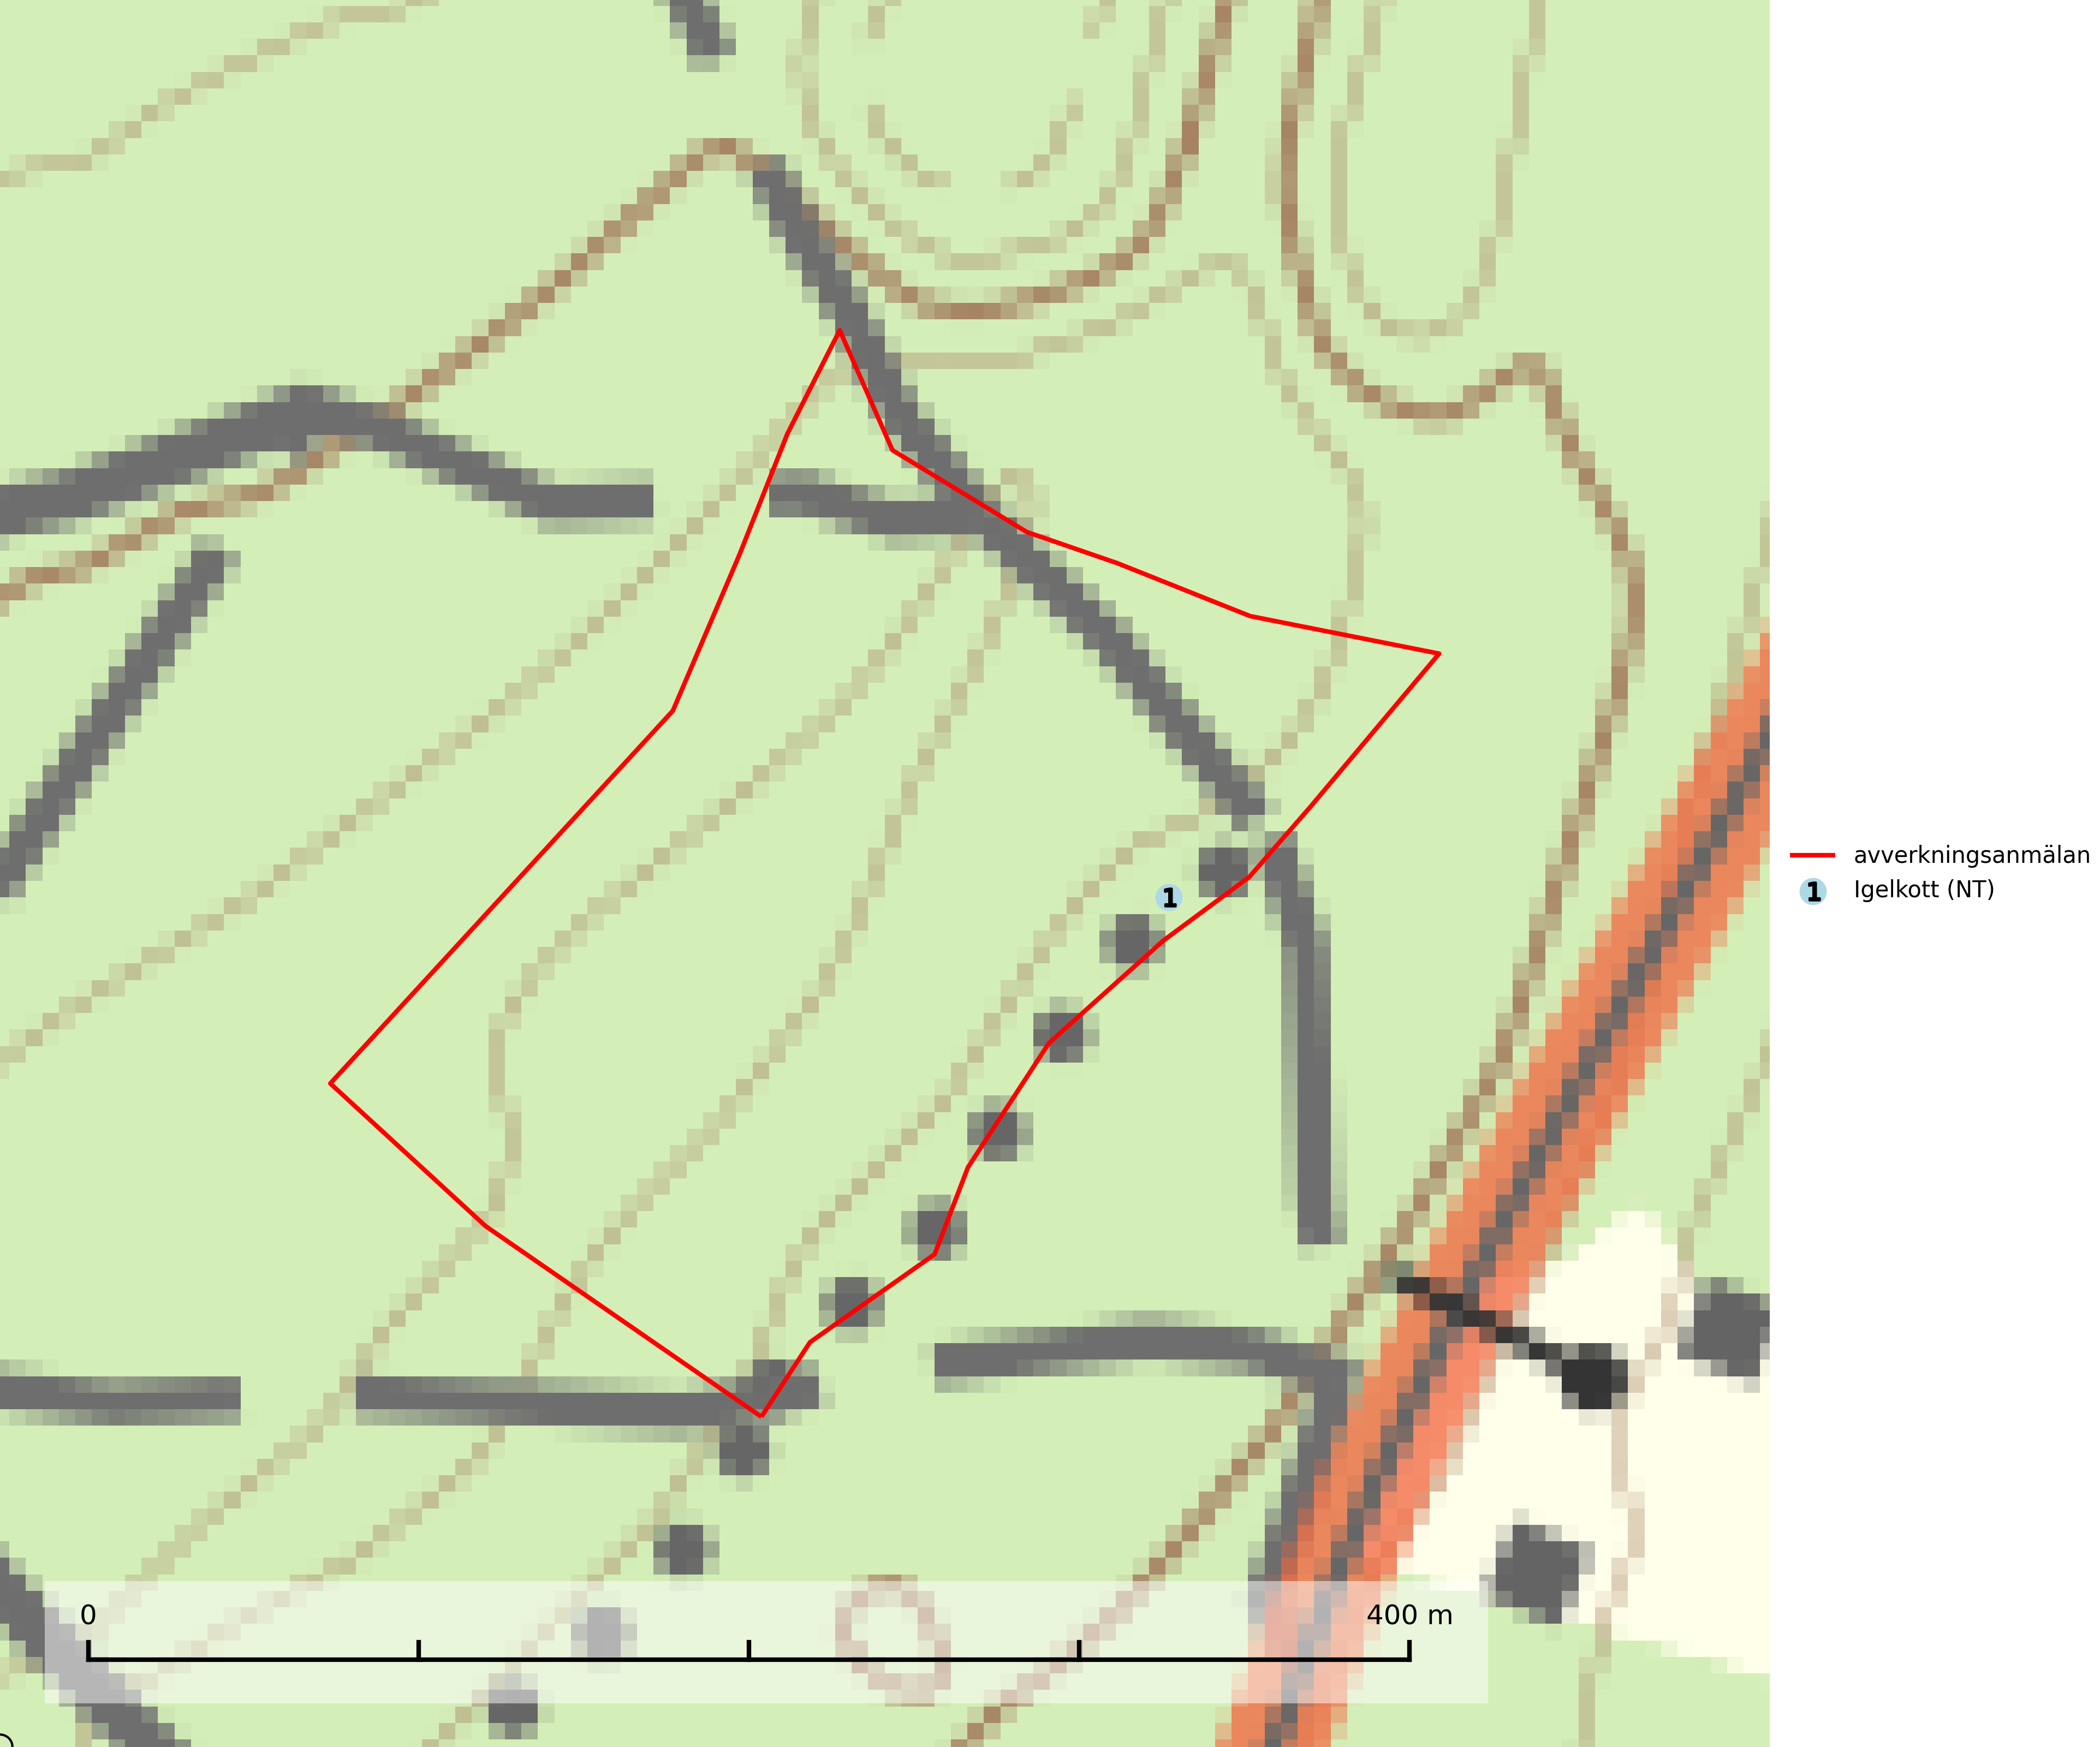 1
avverkningsanmälan
1 Igelkott (NT)
0 400 m